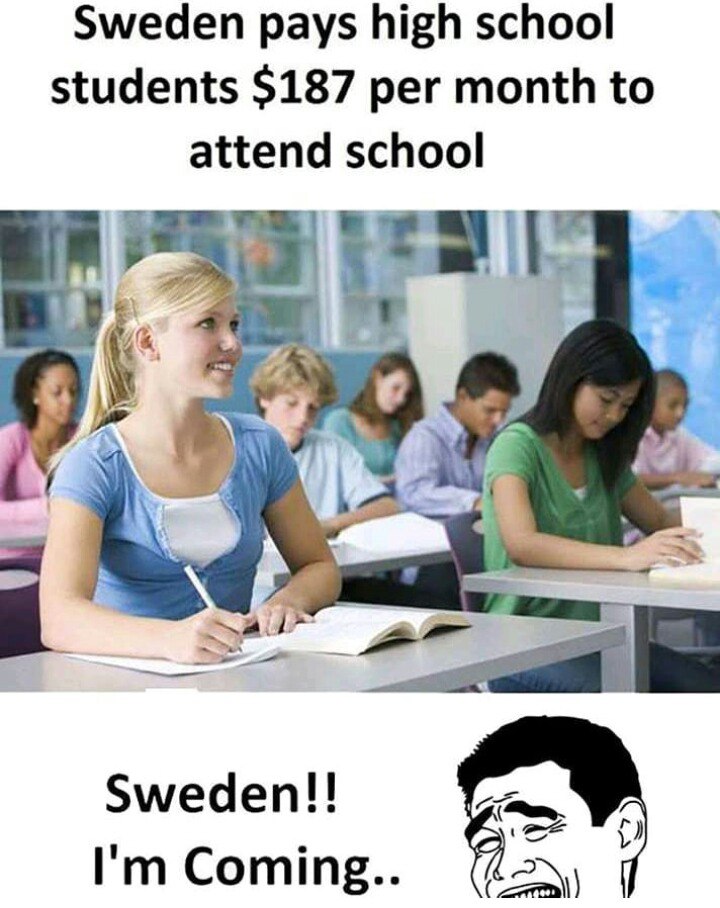 Sweden pays high school
students $187 per month to
attend school
Sweden!!
I'm Coming..